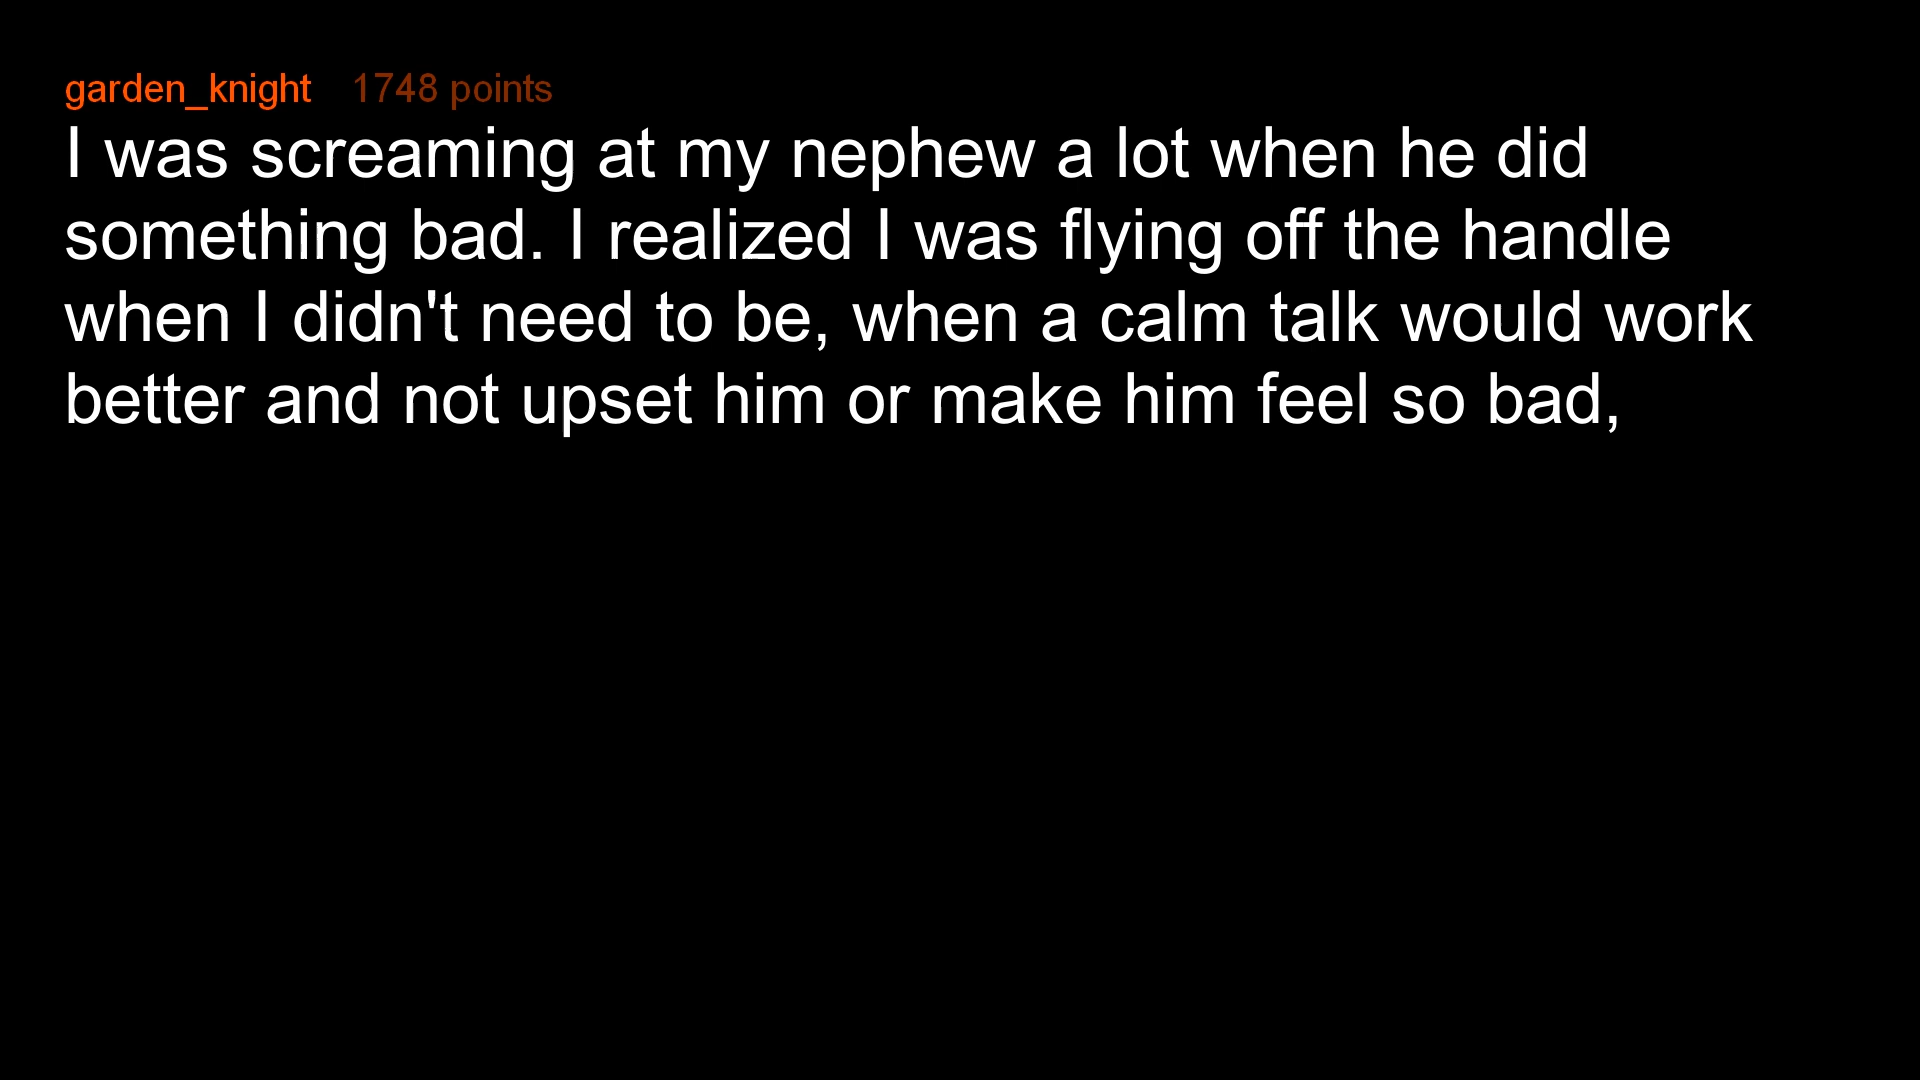 garden_knight 1748 points
I was screaming at my nephew a lot when he did
something bad. I realized I was flying off the handle
when I didn't need to be, when a calm talk would work
better and not upset him or make him feel so bad,